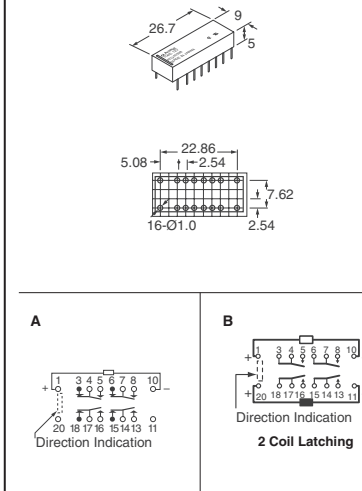 26.7
9
5
22.86
5.08
2.54
7.62
16-Ø1.0
2.54
A
+ 1 3 4 5 6 7 8 10 –
20 18 17 16 15 14 13 11
Direction Indication
B
+ 1 3 4 5 6 7 8 10
+ 20 18 17 16 15 14 13 11
Direction Indication
2 Coil Latching